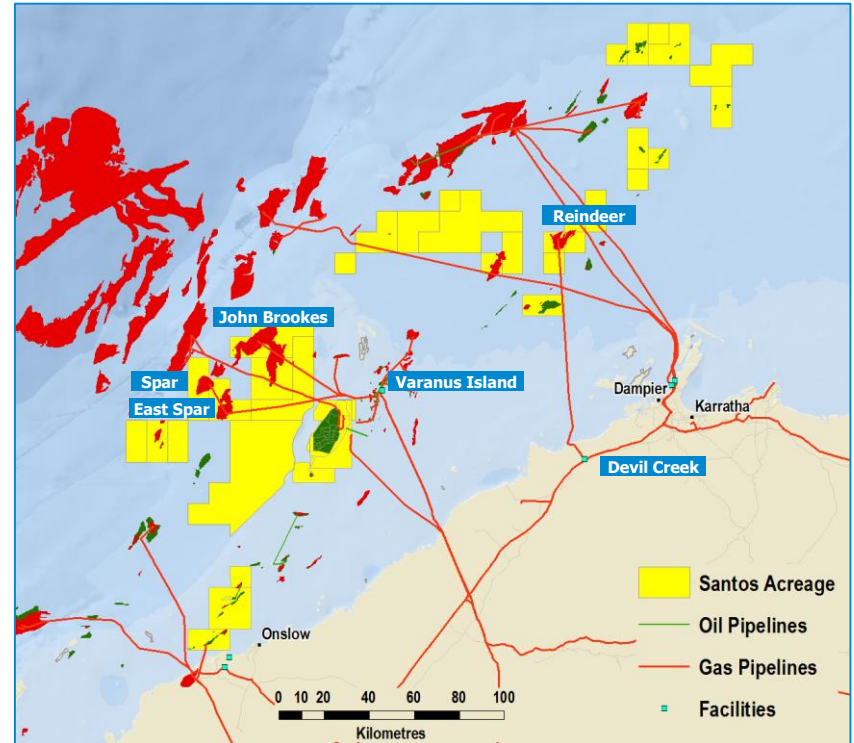 Reindeer
John Brookes
Spar
Varanus Island
East Spar
Dampier
Karratha
Devil Creek
Santos Acreage
Oil Pipelines
Onslow
Gas Pipelines
0 10 20 40 60 80 100
Facilities
Kilometres